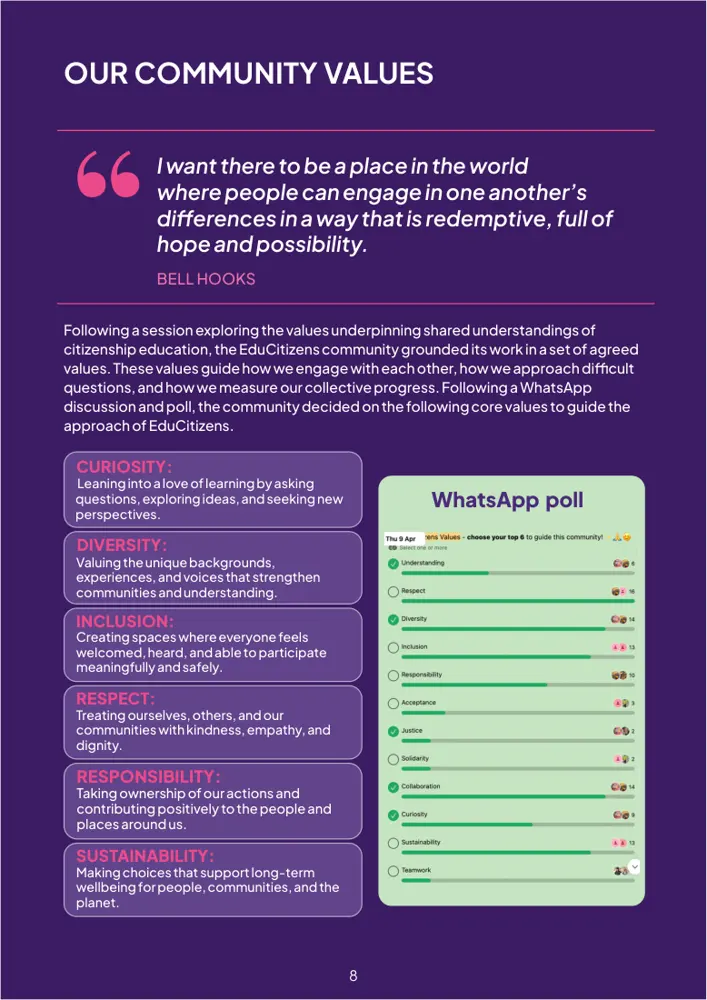 OUR COMMUNITY VALUES
“
I want there to be a place in the world
where people can engage in one another’s
differences in a way that is redemptive, full of
hope and possibility.
BELL HOOKS
Following a session exploring the values underpinning shared understandings of
citizenship education, the EduCitizens community grounded its work in a set of agreed
values. These values guide how we engage with each other, how we approach difficult
questions, and how we measure our collective progress. Following a WhatsApp
discussion and poll, the community decided on the following core values to guide the
approach of EduCitizens.
CURIOSITY:
Leaning into a love of learning by asking
questions, exploring ideas, and seeking new
perspectives.
DIVERSITY:
Valuing the unique backgrounds,
experiences, and voices that strengthen
communities and understanding.
INCLUSION:
Creating spaces where everyone feels
welcomed, heard, and able to participate
meaningfully and safely.
RESPECT:
Treating ourselves, others, and our
communities with kindness, empathy, and
dignity.
RESPONSIBILITY:
Taking ownership of our actions and
contributing positively to the people and
places around us.
SUSTAINABILITY:
Making choices that support long-term
wellbeing for people, communities, and the
planet.
WhatsApp poll
Thu 9 Apr zens Values - choose your top 6 to guide this community! 🙏😊
Select one or more
Understanding 6
Respect 16
Diversity 14
Inclusion 13
Responsibility 10
Acceptance 3
Justice 2
Solidarity 2
Collaboration 14
Curiosity 9
Sustainability 13
Teamwork
8